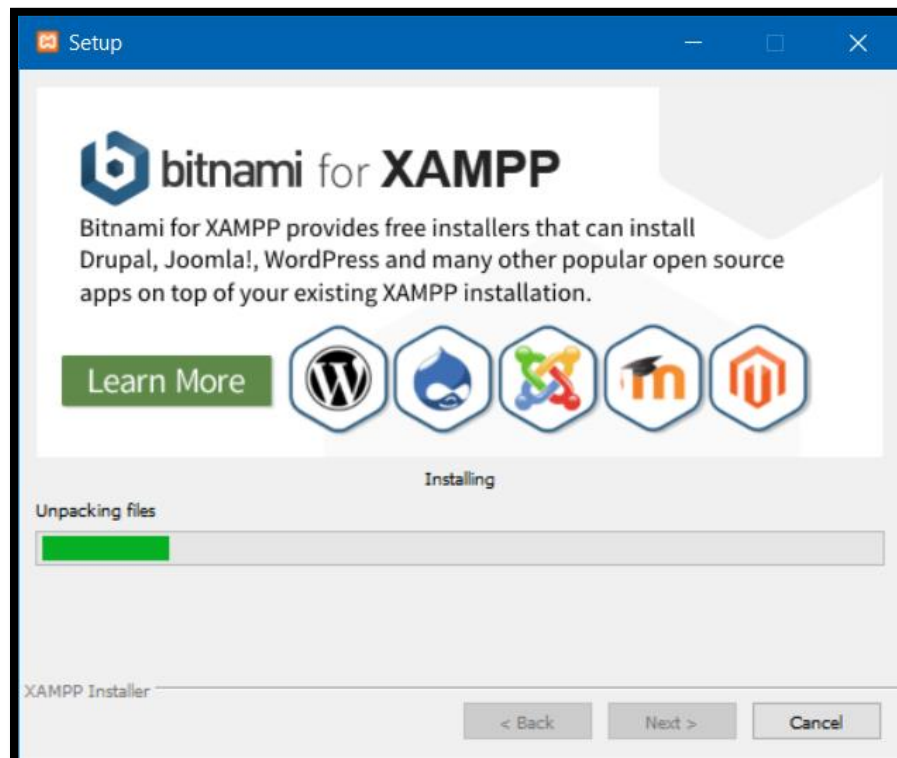 Setup
bitnami for XAMPP
Bitnami for XAMPP provides free installers that can install
Drupal, Joomla!, WordPress and many other popular open source
apps on top of your existing XAMPP installation.
Learn More
Installing
Unpacking files
XAMPP Installer
< Back Next > Cancel